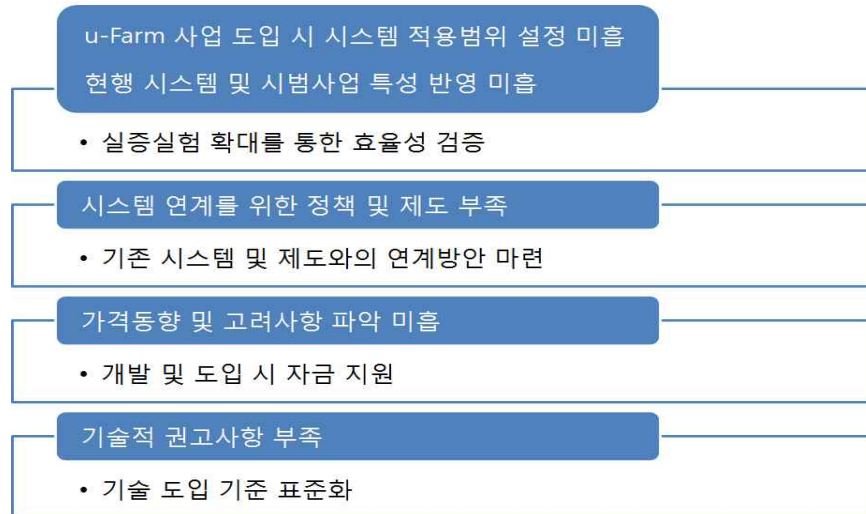 u-Farm 사업 도입 시 시스템 적용범위 설정 미흡
현행 시스템 및 시범사업 특성 반영 미흡
• 실증실험 확대를 통한 효율성 검증
시스템 연계를 위한 정책 및 제도 부족
• 기존 시스템 및 제도와의 연계방안 마련
가격동향 및 고려사항 파악 미흡
• 개발 및 도입 시 자금 지원
기술적 권고사항 부족
• 기술 도입 기준 표준화